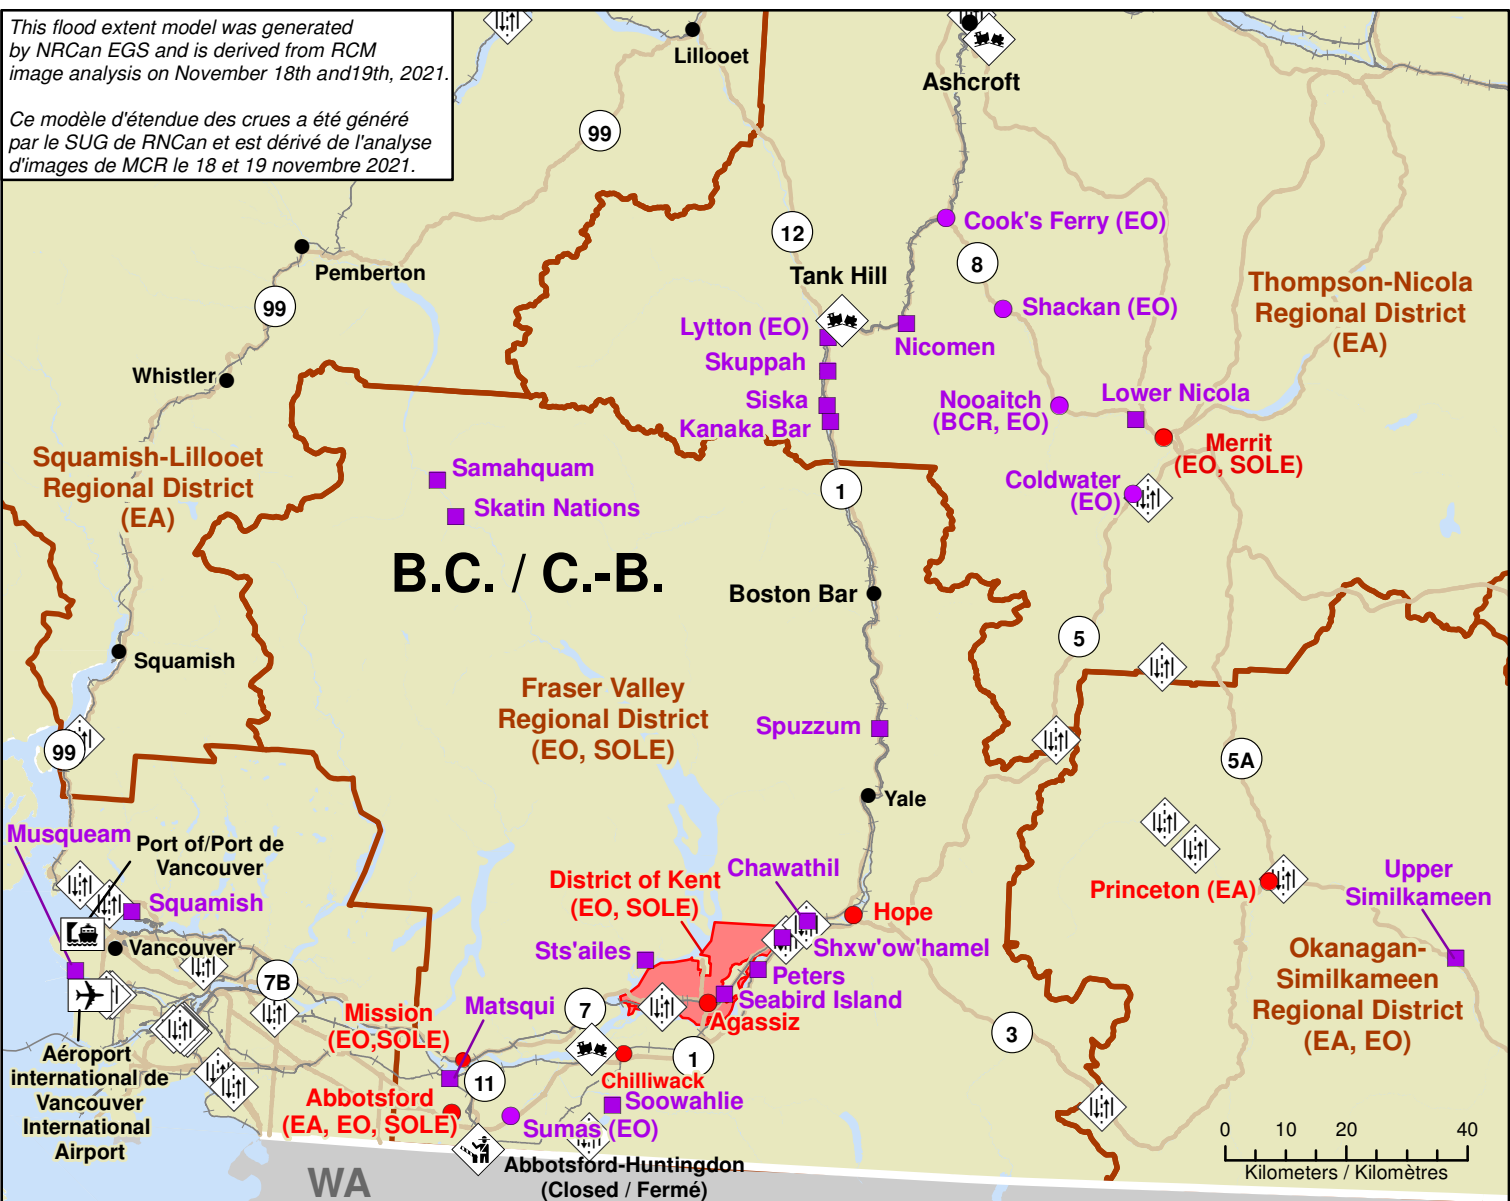 This flood extent model was generated
by NRCan EGS and is derived from RCM
image analysis on November 18th and19th, 2021.
Ce modèle d'étendue des crues a été généré
par le SUG de RNCan et est dérivé de l'analyse
d'images de MCR le 18 et 19 novembre 2021.
Lillooet
Ashcroft
99
12
Cook's Ferry (EO)
8
Pemberton
Tank Hill
Thompson-Nicola
Regional District
(EA)
99
Shackan (EO)
Lytton (EO)
Nicomen
Skuppah
Whistler
Siska
Kanaka Bar
Nooaitch
(BCR, EO)
Lower Nicola
Merrit
(EO, SOLE)
Squamish-Lillooet
Regional District
(EA)
Samahquam
Skatin Nations
1
Coldwater
(EO)
B.C. / C.-B.
Boston Bar
5
Squamish
Fraser Valley
Regional District
(EO, SOLE)
Spuzzum
99
5A
Yale
Musqueam
Port of/Port de
Vancouver
Chawathil
District of Kent
(EO, SOLE)
Princeton (EA)
Upper
Similkameen
Squamish
Hope
Vancouver
Sts'ailes
Shxw'ow'hamel
Peters
Okanagan-
Similkameen
Regional District
(EA, EO)
7B
Matsqui
7
Seabird Island
Agassiz
Mission
(EO,SOLE)
3
1
Aéroport
international de
Vancouver
International
Airport
11
Chilliwack
Abbotsford
(EA, EO, SOLE)
Soowahlie
Sumas (EO)
0 10 20 40
Kilometers / Kilomètres
Abbotsford-Huntingdon
(Closed / Fermé)
WA